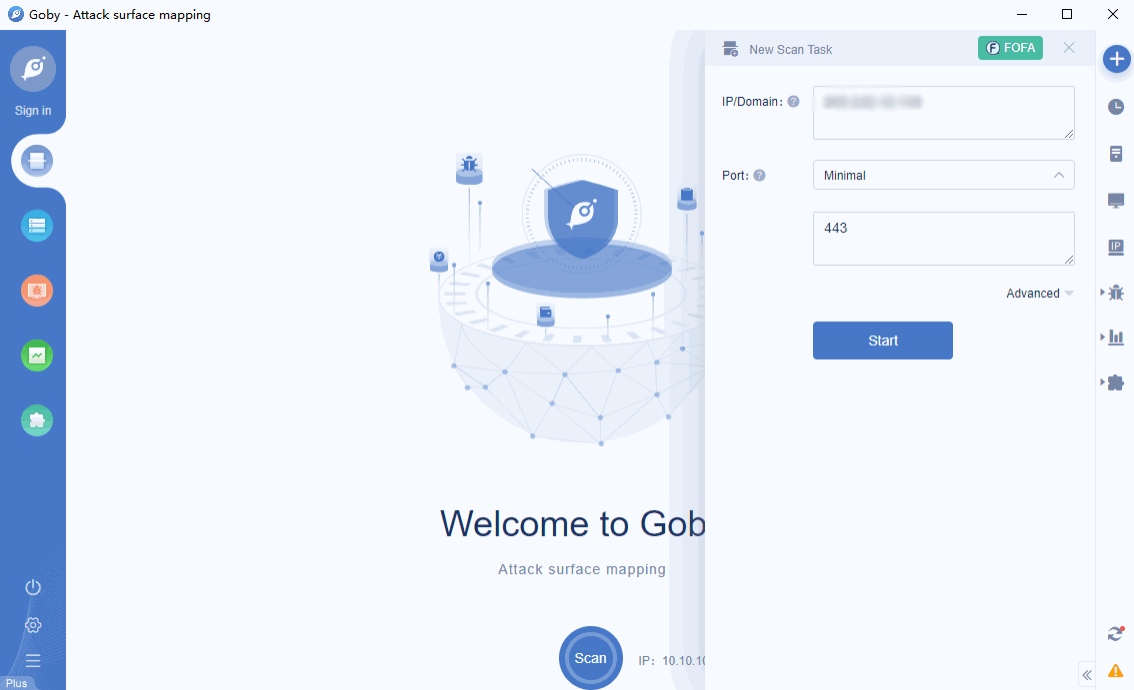 Goby - Attack surface mapping
Sign in
New Scan Task
FOFA
IP/Domain:
Port:
Minimal
443
Advanced
Start
IP
Welcome to Gob
Attack surface mapping
Scan
IP: 10.10.10
Plus